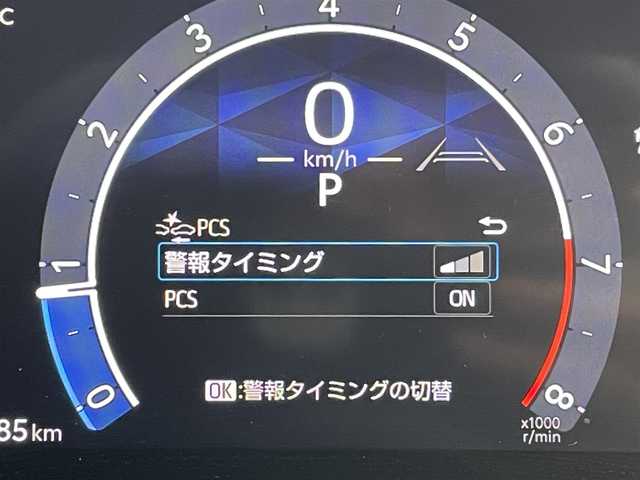 C
4
3
5
2
6
0
km/h
P
PCS
警報タイミング
1
7
PCS
ON
OK:警報タイミングの切替
0
8
85km
x1000
r/min